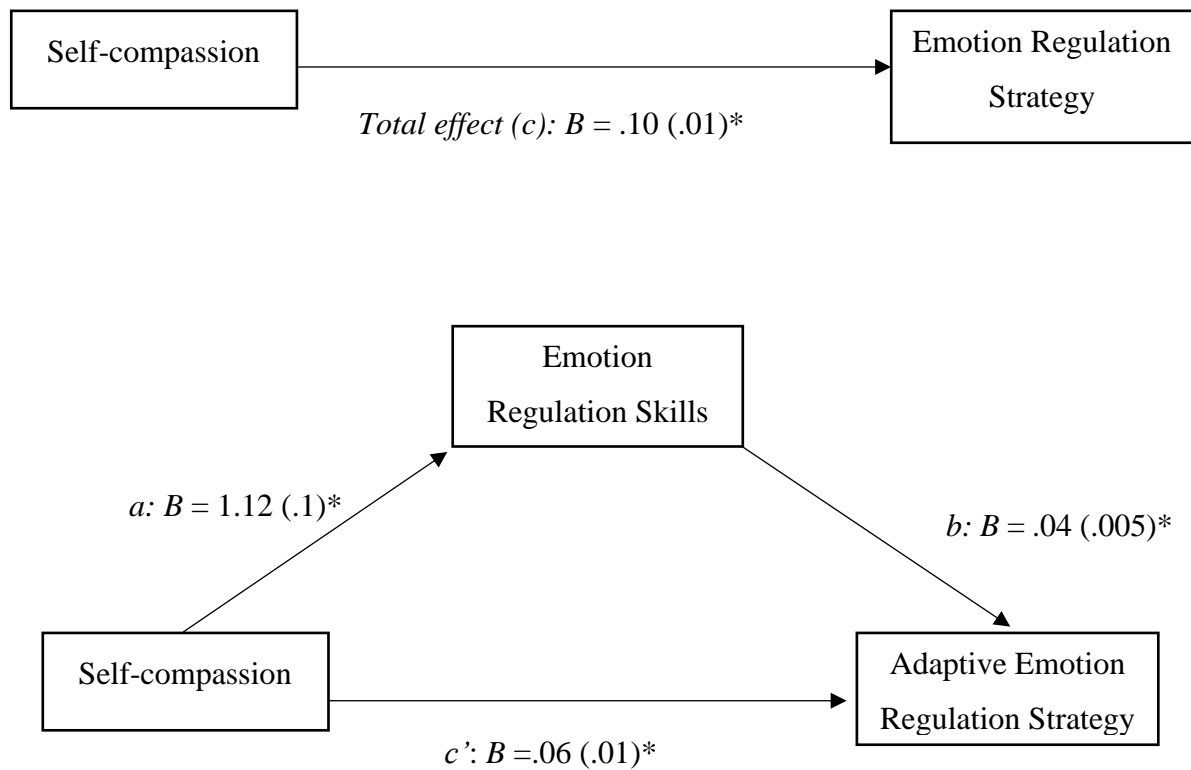 Self-compassion
Emotion Regulation
Strategy
Total effect (c): B = .10 (.01)*
Emotion
Regulation Skills
a: B = 1.12 (.1)*
b: B = .04 (.005)*
Self-compassion
Adaptive Emotion
Regulation Strategy
c’: B =.06 (.01)*